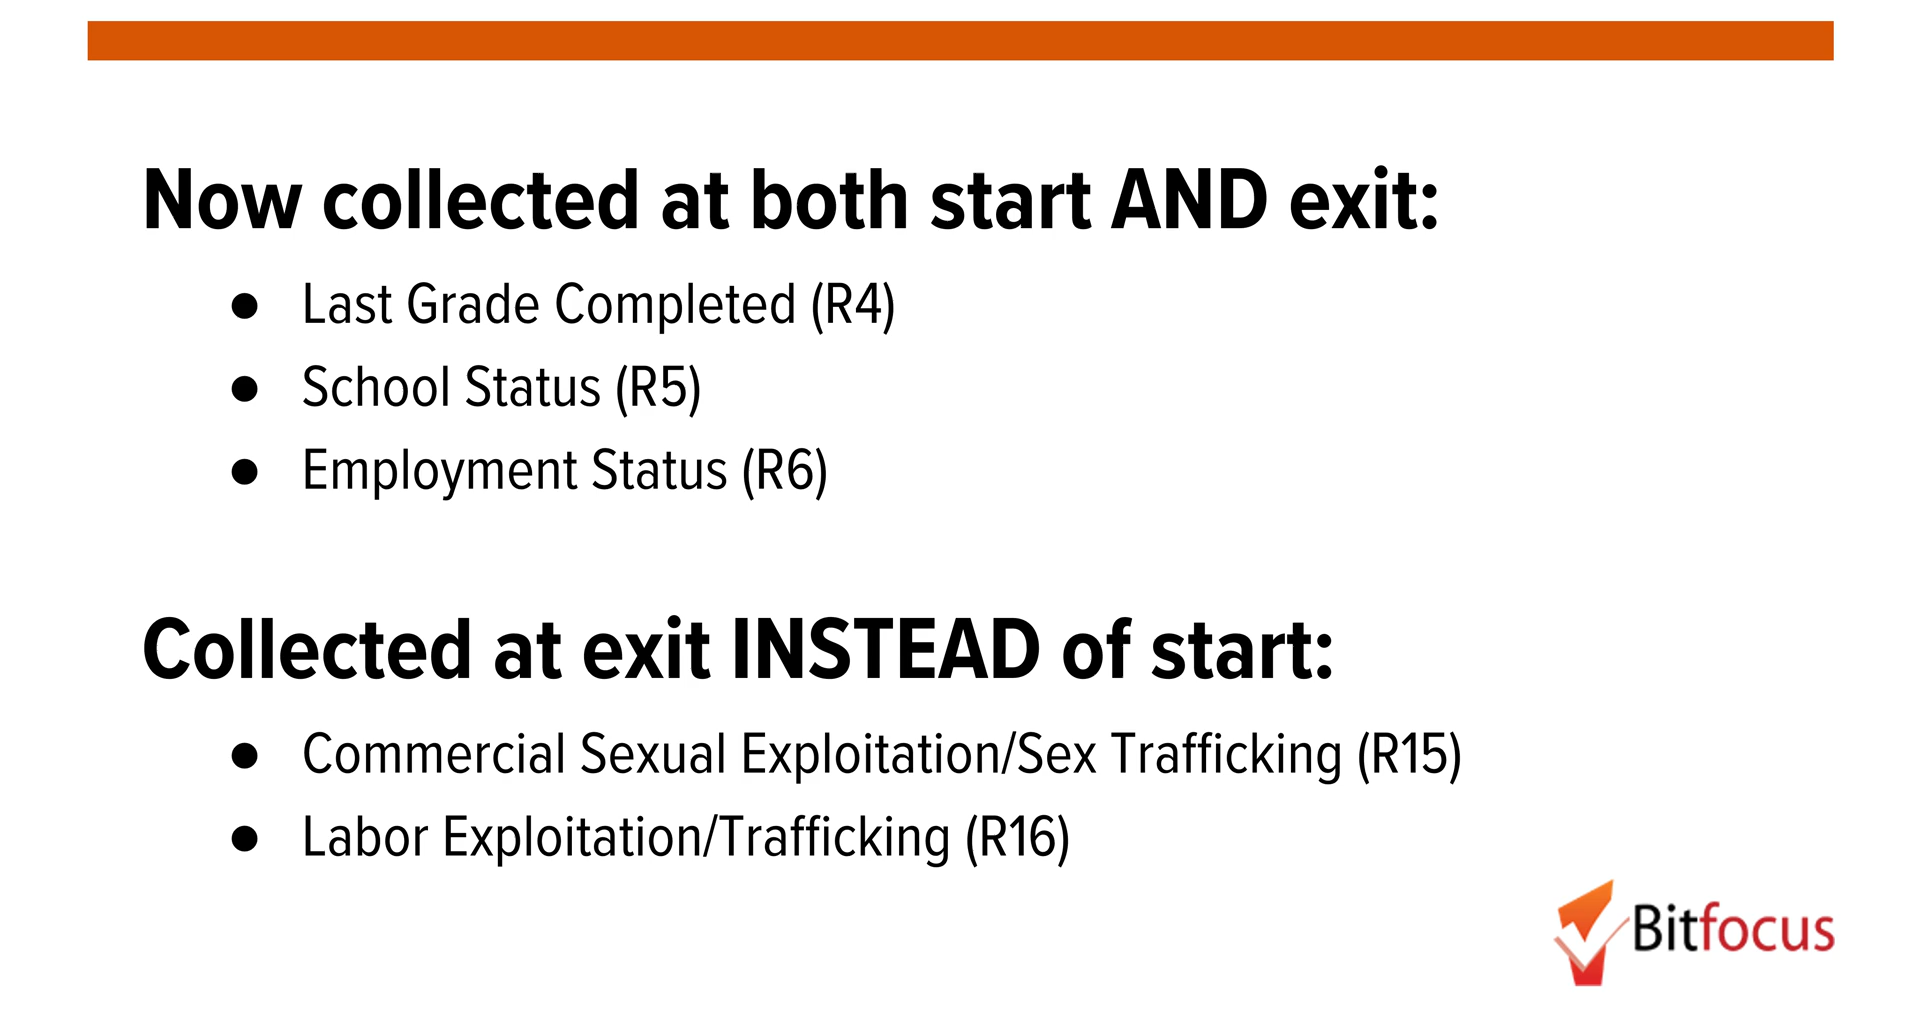 Now collected at both start AND exit:
● Last Grade Completed (R4)
● School Status (R5)
● Employment Status (R6)
Collected at exit INSTEAD of start:
● Commercial Sexual Exploitation/Sex Trafficking (R15)
● Labor Exploitation/Trafficking (R16)
Bitfocus